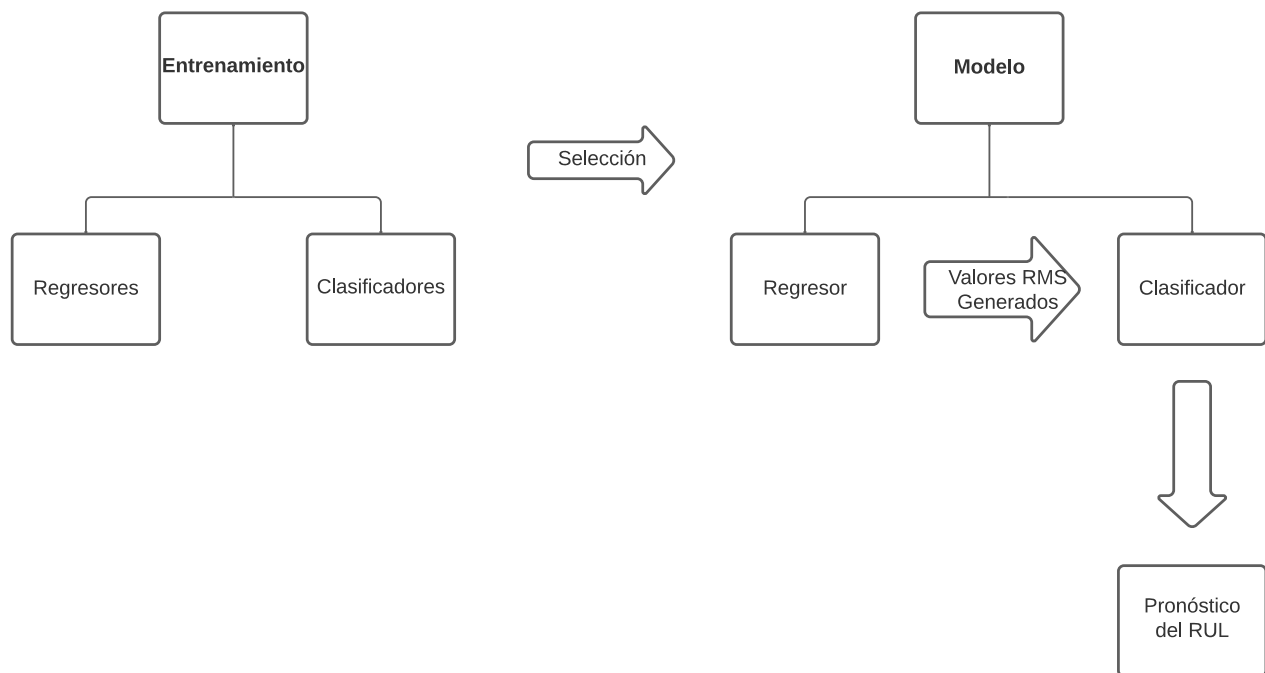 Entrenamiento
Modelo
Selección
Regresores
Clasificadores
Regresor
Valores RMS
Generados
Clasificador
Pronóstico
del RUL